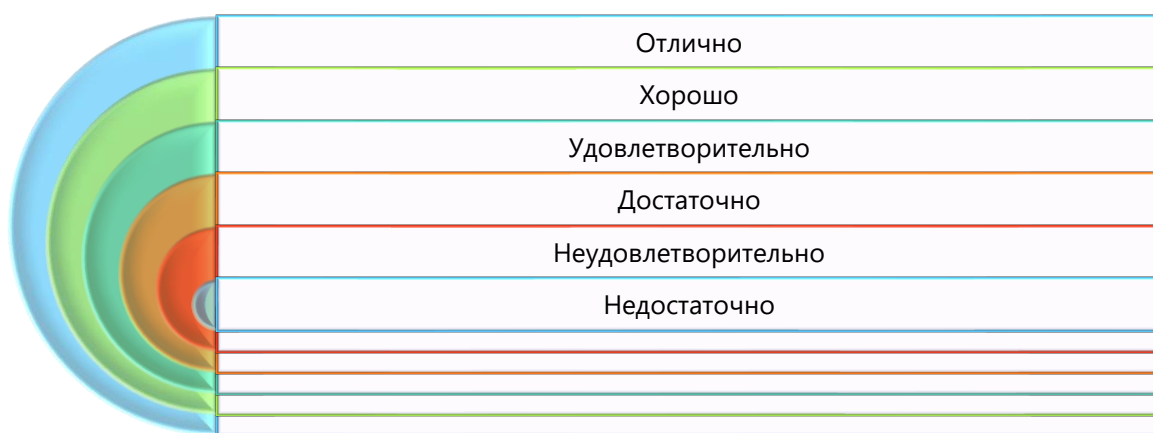 Отлично
Хорошо
Удовлетворительно
Достаточно
Неудовлетворительно
Недостаточно